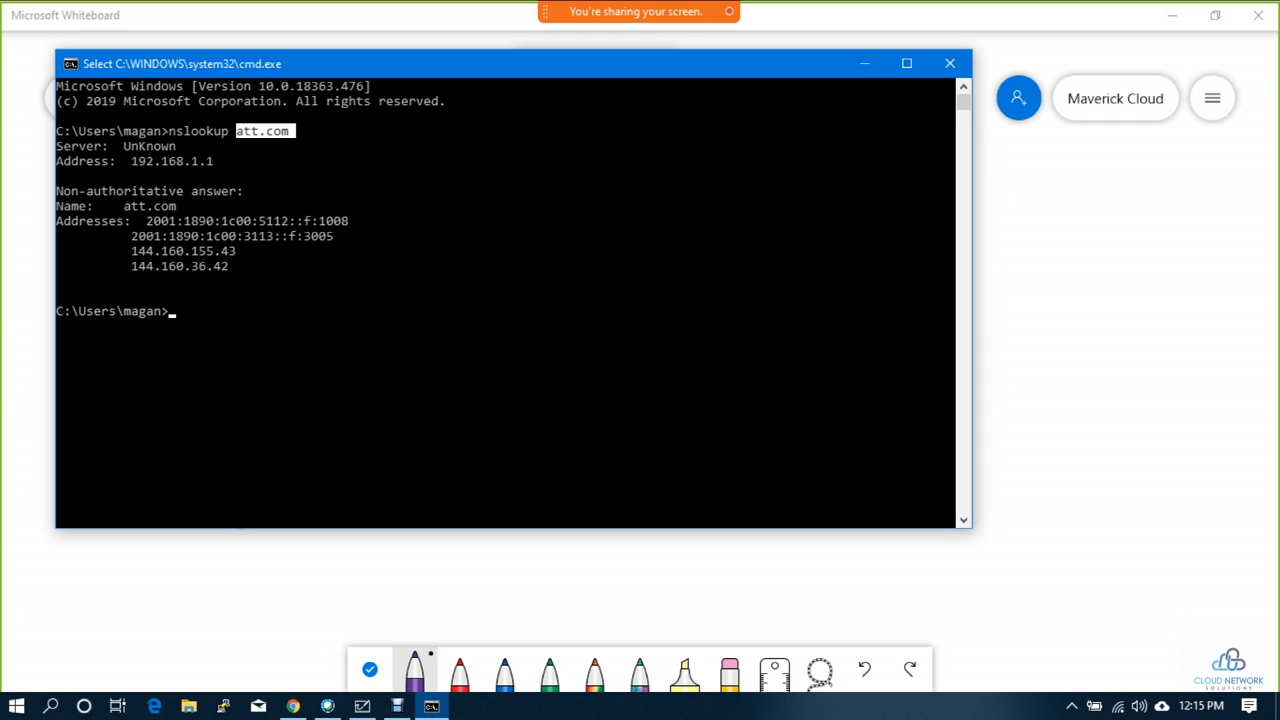 Microsoft Whiteboard
You're sharing your screen.
Select C:\WINDOWS\system32\cmd.exe
Microsoft Windows [Version 10.0.18363.476]
(c) 2019 Microsoft Corporation. All rights reserved.
C:\Users\magan>nslookup att.com
Server:  UnKnown
Address:  192.168.1.1
Non-authoritative answer:
Name:    att.com
Addresses:  2001:1890:1c00:5112::f:1008
2001:1890:1c00:3113::f:3005
144.160.155.43
144.160.36.42
C:\Users\magan>
Maverick Cloud
CLOUD NETWORK
SOLUTIONS
12:15 PM